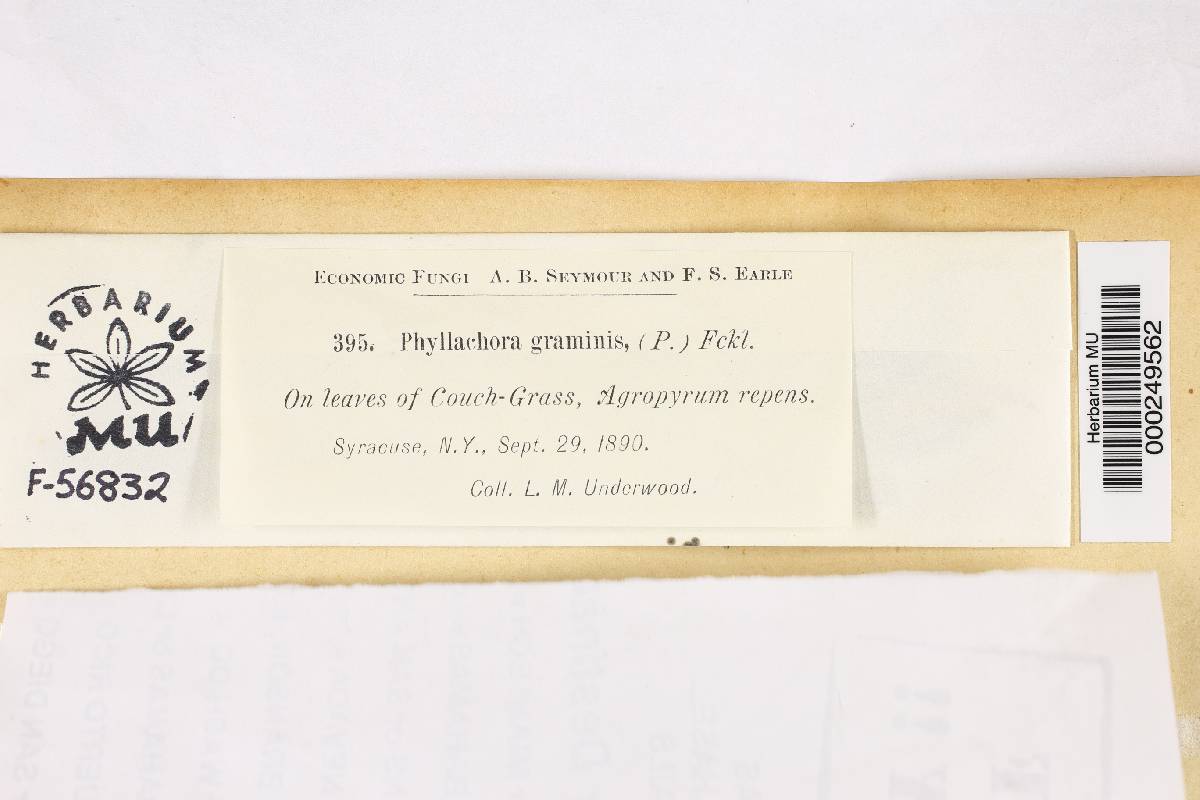 HERBARIUM
MU
F-56832
ECONOMIC FUNGI A. B. SEYMOUR AND F. S. EARLE
395. Phyllachora graminis, (P.) Fckl.
On leaves of Couch-Grass, Agropyrum repens.
Syracuse, N.Y., Sept. 29, 1890.
Coll. L. M. Underwood.
Herbarium MU
000249562